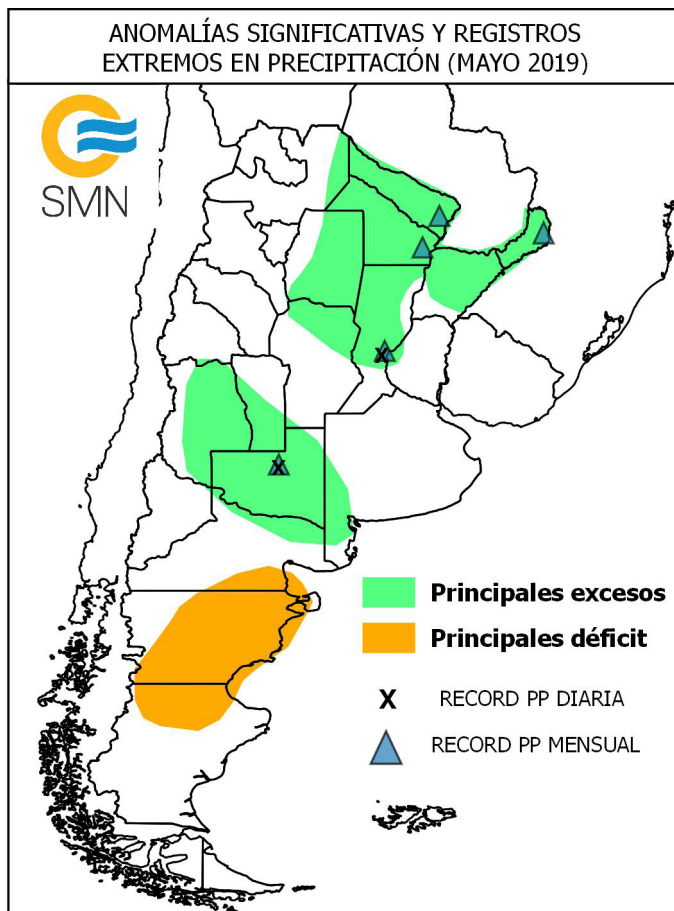 ANOMALÍAS SIGNIFICATIVAS Y REGISTROS
EXTREMOS EN PRECIPITACIÓN (MAYO 2019)
SMN
Principales excesos
Principales déficit
X RECORD PP DIARIA
RECORD PP MENSUAL
X
X